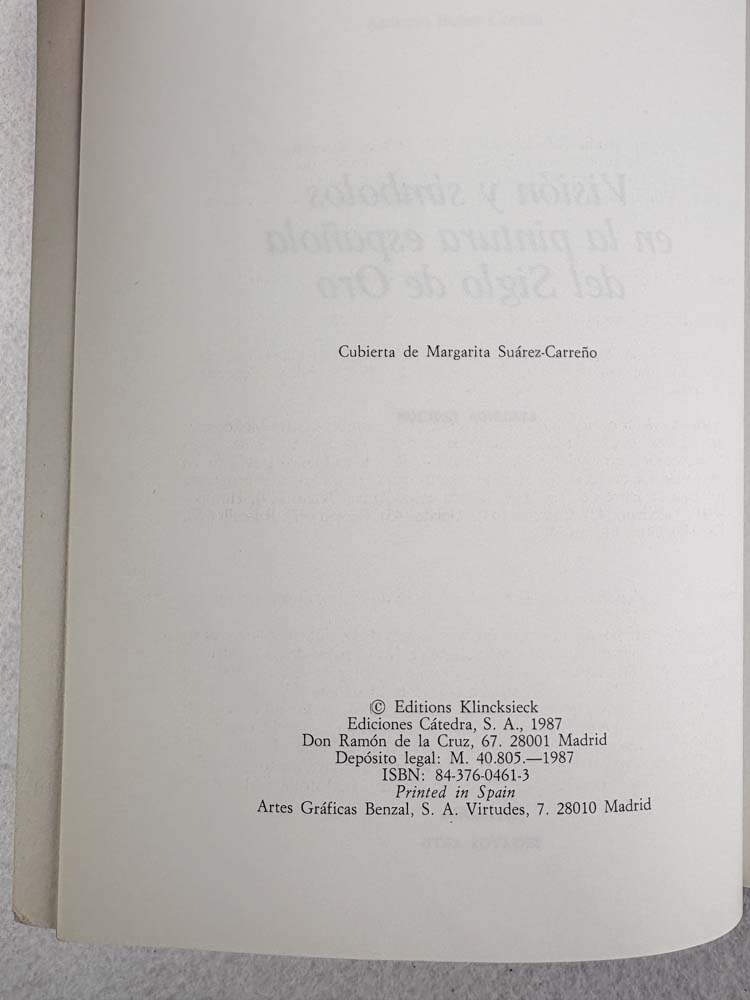 Cubierta de Margarita Suárez-Carreño
© Editions Klincksieck
Ediciones Cátedra, S. A., 1987
Don Ramón de la Cruz, 67. 28001 Madrid
Depósito legal: M. 40.805.—1987
ISBN: 84-376-0461-3
Printed in Spain
Artes Gráficas Benzal, S. A. Virtudes, 7. 28010 Madrid